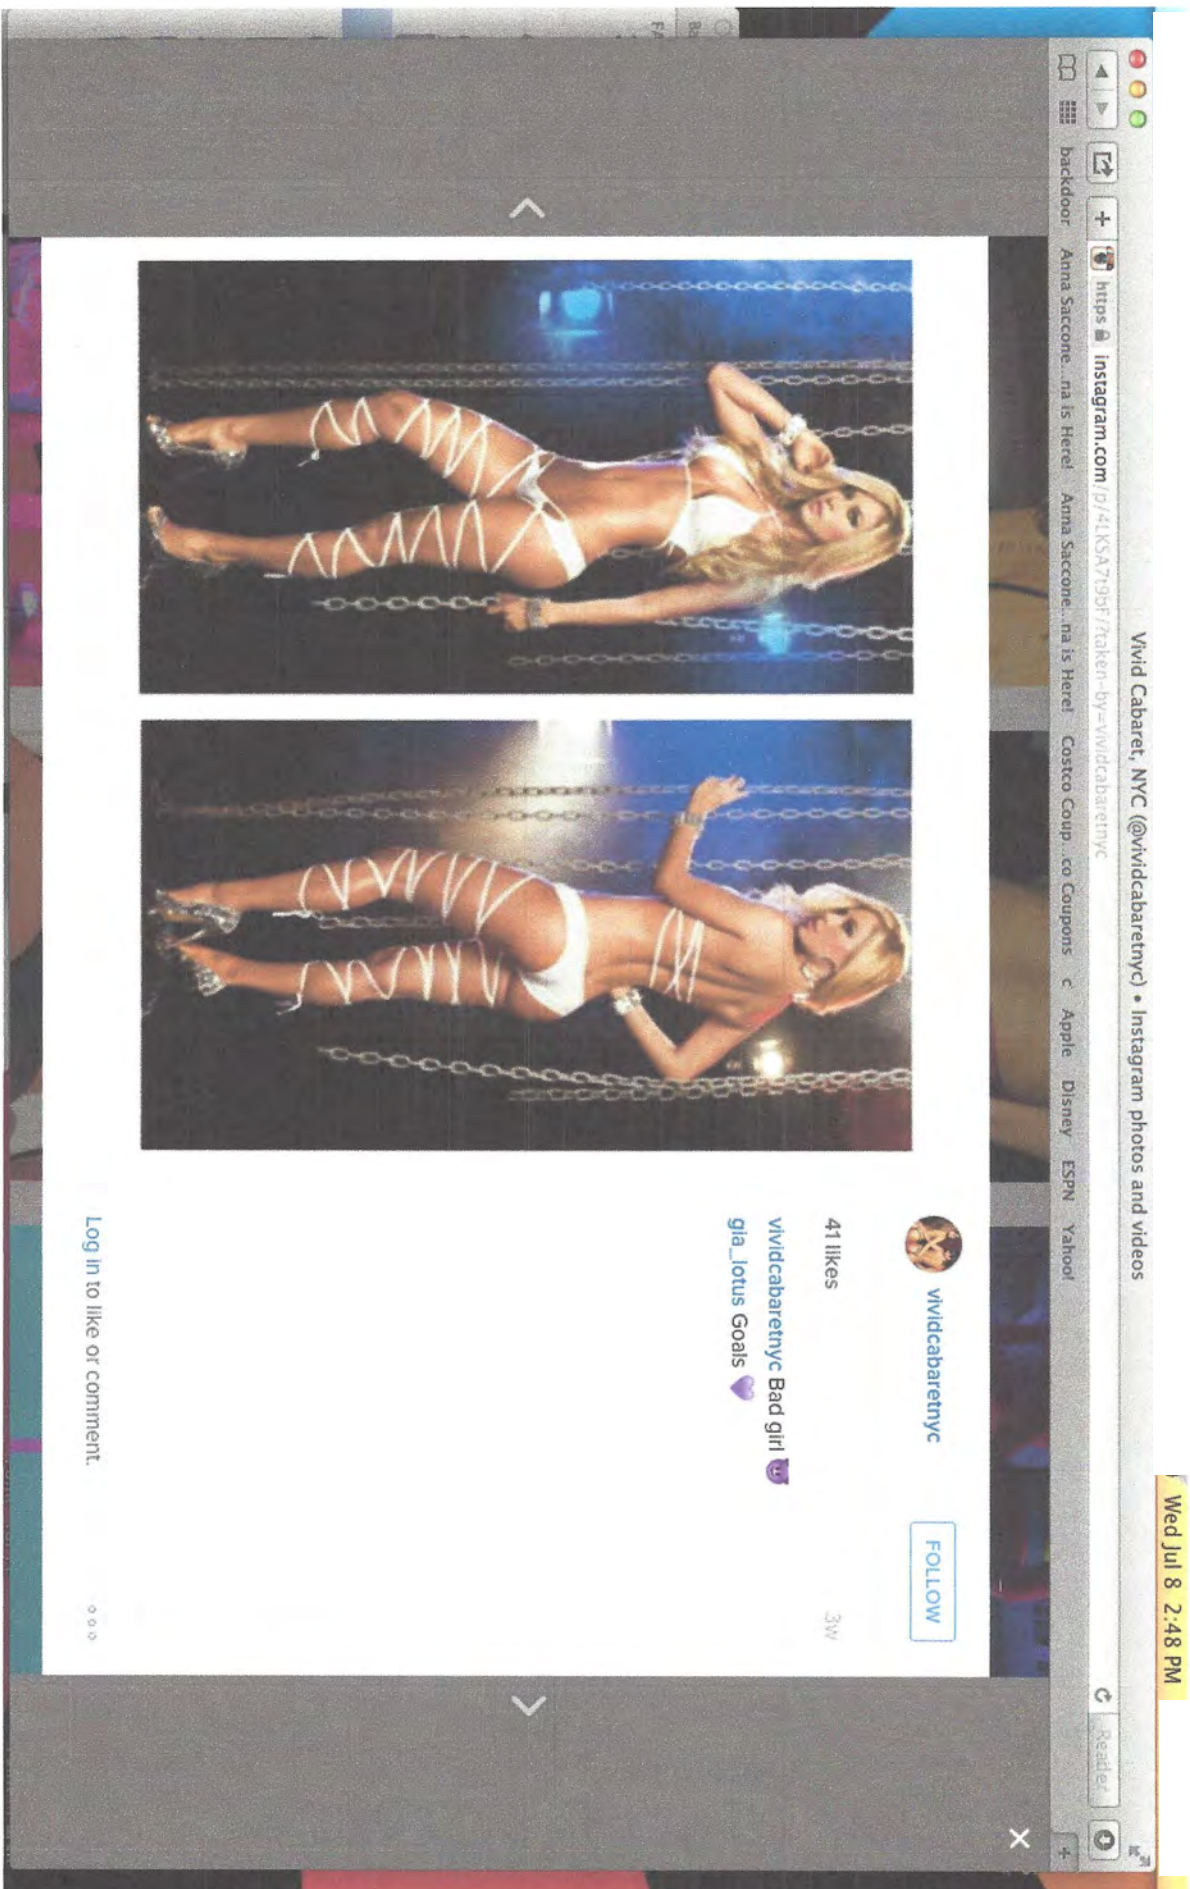 Wed Jul 8 2:48 PM
Vivid Cabaret, NYC (@vividcabaretnyc) • Instagram photos and videos
https instagram.com/p/4LKSA7t9bF/?taken-by=vividcabaretnyc
Reader
backdoor Anna Saccone...na is Here! Anna Saccone...na is Here! Costco Coup...co Coupons c Apple Disney ESPN Yahoo!
vividcabaretnyc
FOLLOW
41 likes
3w
vividcabaretnyc Bad girl 😈
gia_lotus Goals 💜
Log in to like or comment.